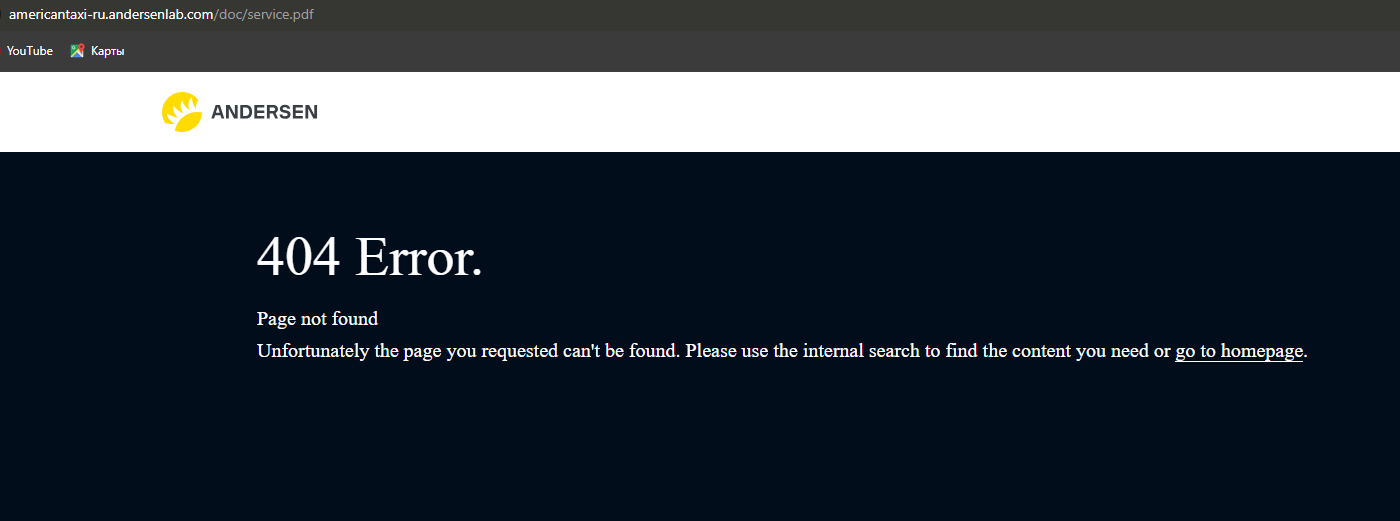 americantaxi-ru.andersenlab.com/doc/service.pdf
YouTube Карты
ANDERSEN
404 Error.
Page not found
Unfortunately the page you requested can't be found. Please use the internal search to find the content you need or go to homepage.